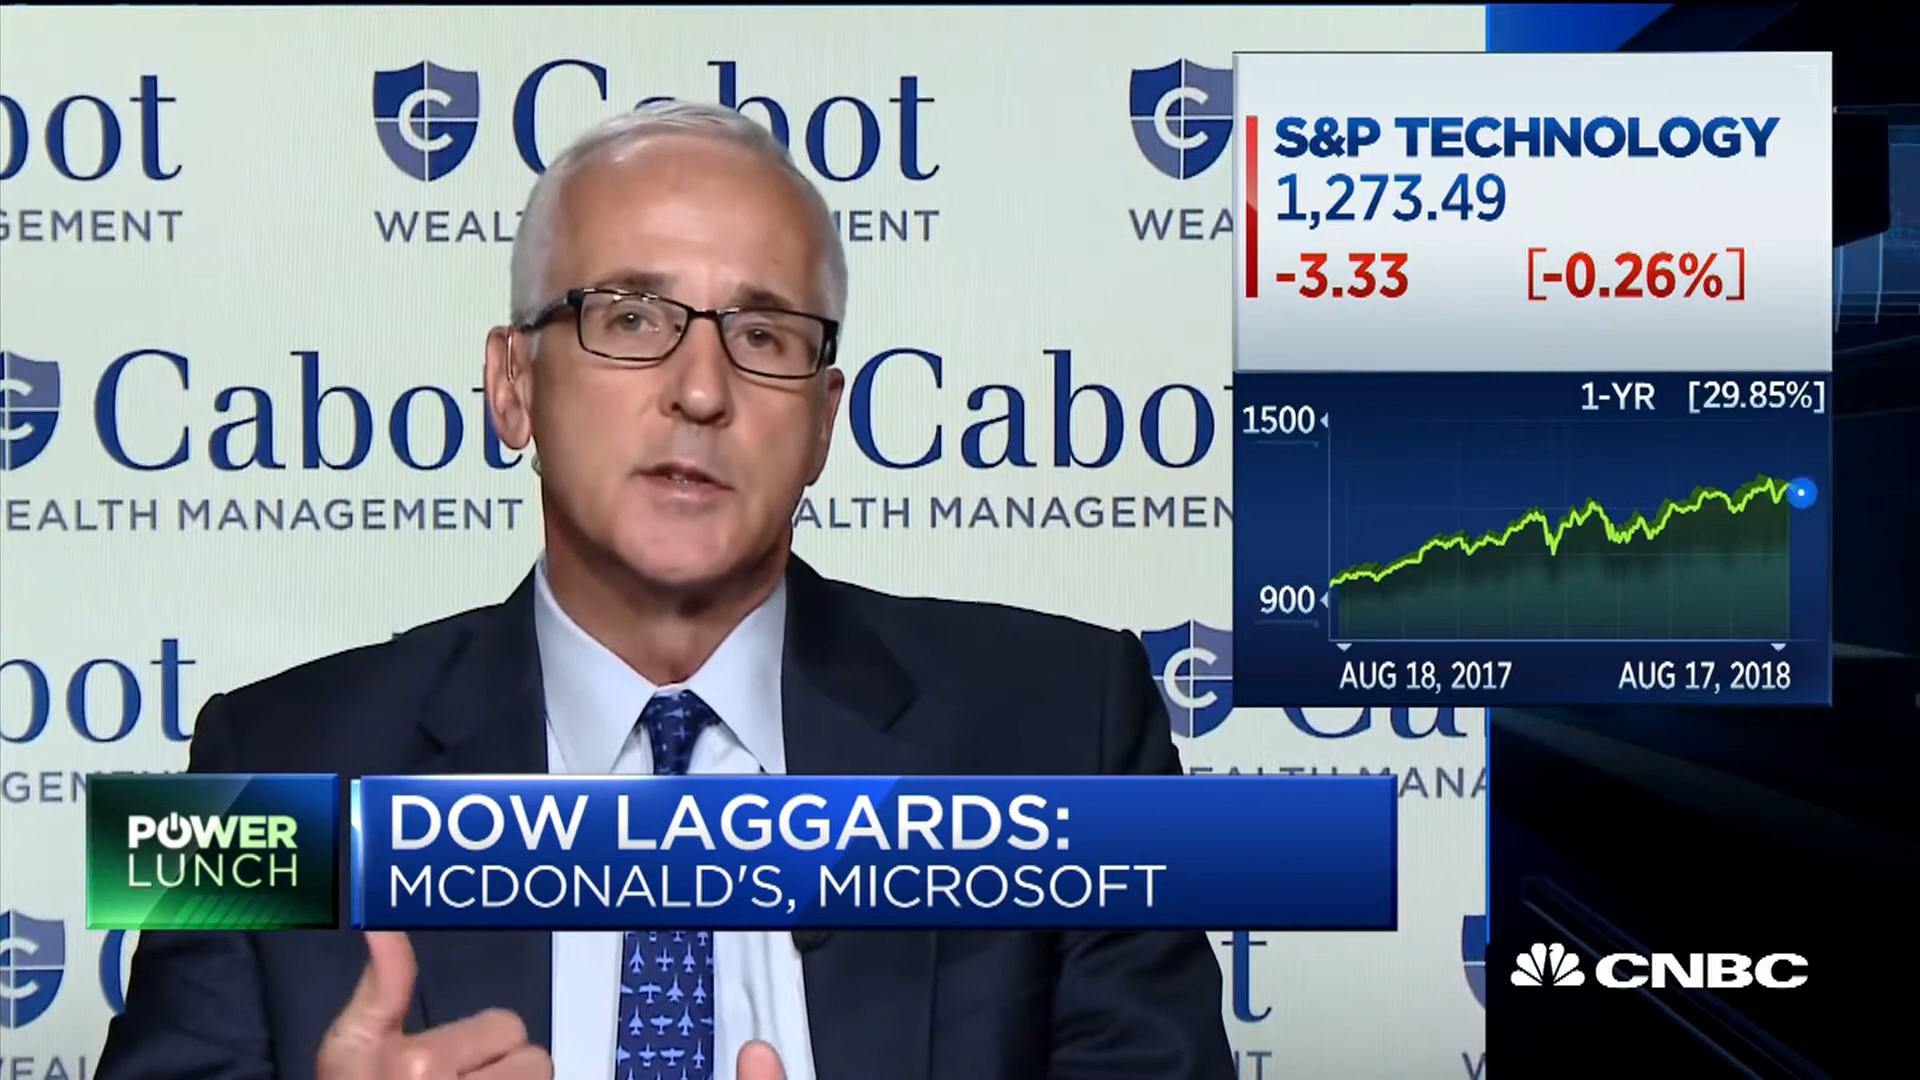 Cabot
WEALTH MANAGEMENT
S&P TECHNOLOGY
1,273.49
-3.33 [-0.26%]
1-YR [29.85%]
1500
900
AUG 18, 2017 AUG 17, 2018
POWER
LUNCH
DOW LAGGARDS:
MCDONALD'S, MICROSOFT
CNBC